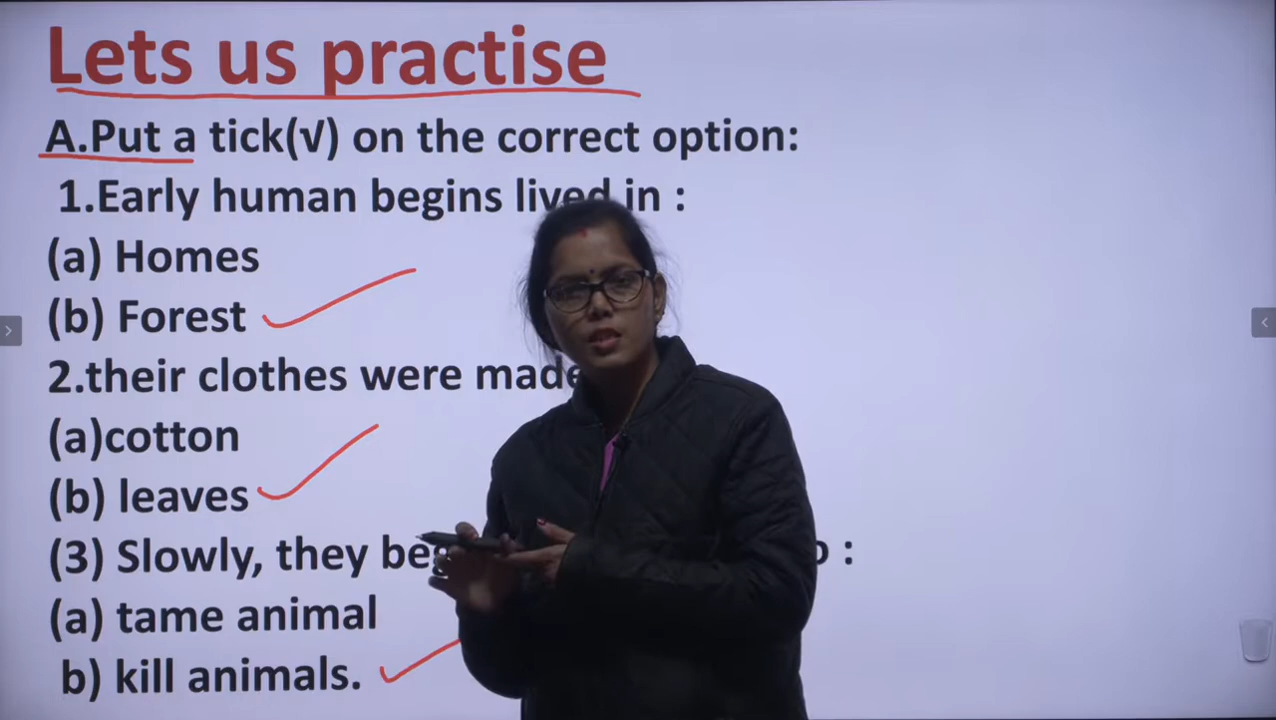 Lets us practise
A.Put a tick(√) on the correct option:
1.Early human begins lived in :
(a) Homes
(b) Forest
2.their clothes were made
(a)cotton
(b) leaves
(3) Slowly, they :
(a) tame animal
b) kill animals.